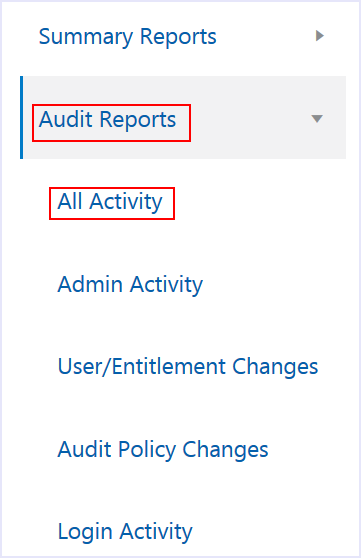 Summary Reports
Audit Reports
All Activity
Admin Activity
User/Entitlement Changes
Audit Policy Changes
Login Activity